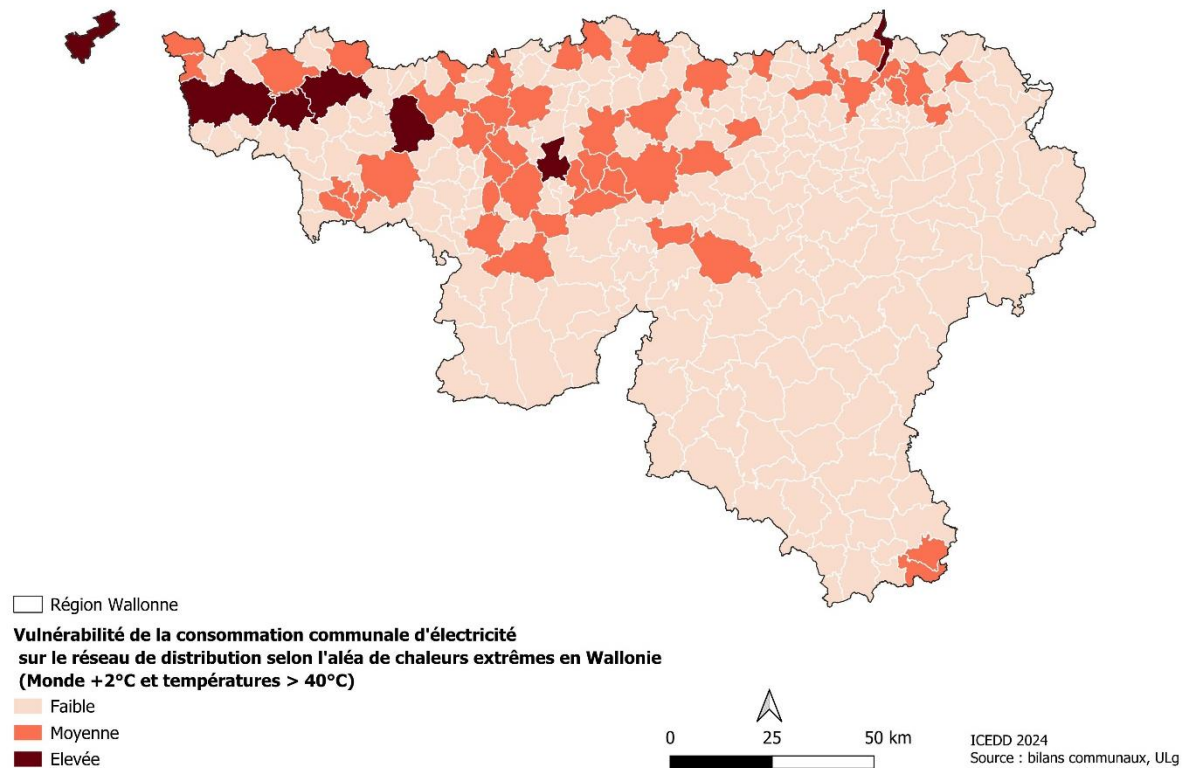 Région Wallonne
Vulnérabilité de la consommation communale d'électricité
sur le réseau de distribution selon l'aléa de chaleurs extrêmes en Wallonie
(Monde +2°C et températures > 40°C)
Faible
Moyenne
Elevée
0 25 50 km
ICEDD 2024
Source : bilans communaux, ULg